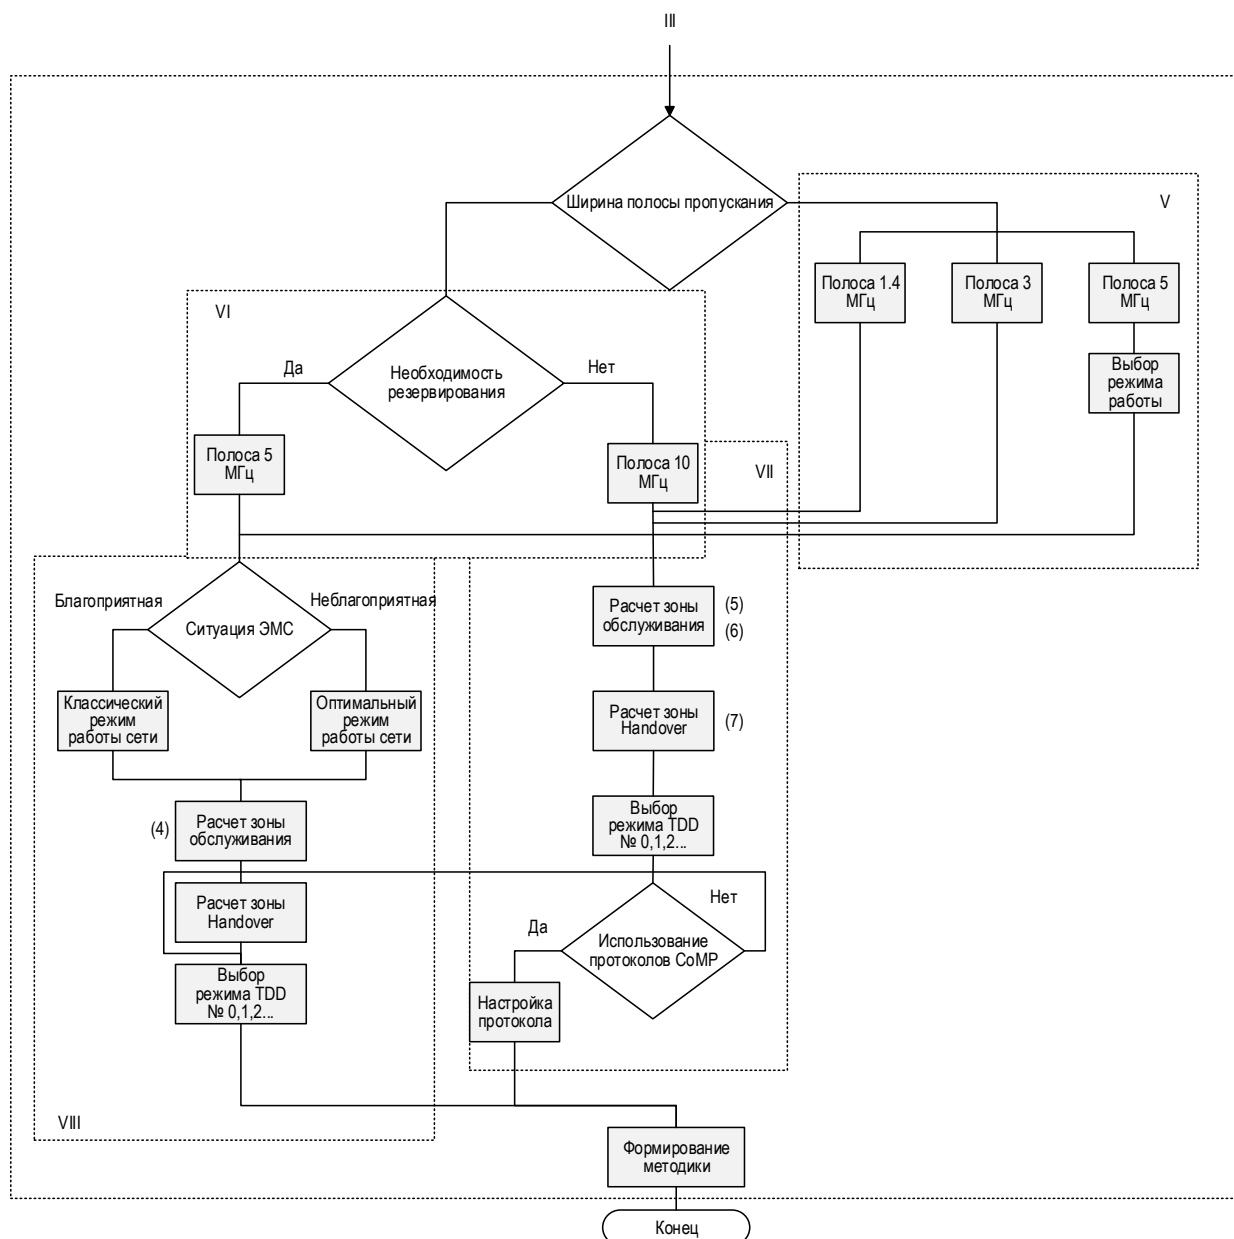 III
Ширина полосы пропускания
V
Полоса 1.4
МГц
Полоса 3
МГц
Полоса 5
МГц
Выбор
режима
работы
VI
Да
Необходимость
резервирования
Нет
Полоса 5
МГц
Полоса 10
МГц
VII
Благоприятная
Неблагоприятная
Ситуация ЭМС
Классический
режим
работы сети
Оптимальный
режим
работы сети
(4)
Расчет зоны
обслуживания
Расчет зоны
Handover
Выбор
режима TDD
№ 0,1,2...
VIII
Расчет зоны
обслуживания
(5)
(6)
Расчет зоны
Handover
(7)
Выбор
режима TDD
№ 0,1,2...
Нет
Да
Использование
протоколов CoMP
Настройка
протокола
Формирование
методики
Конец